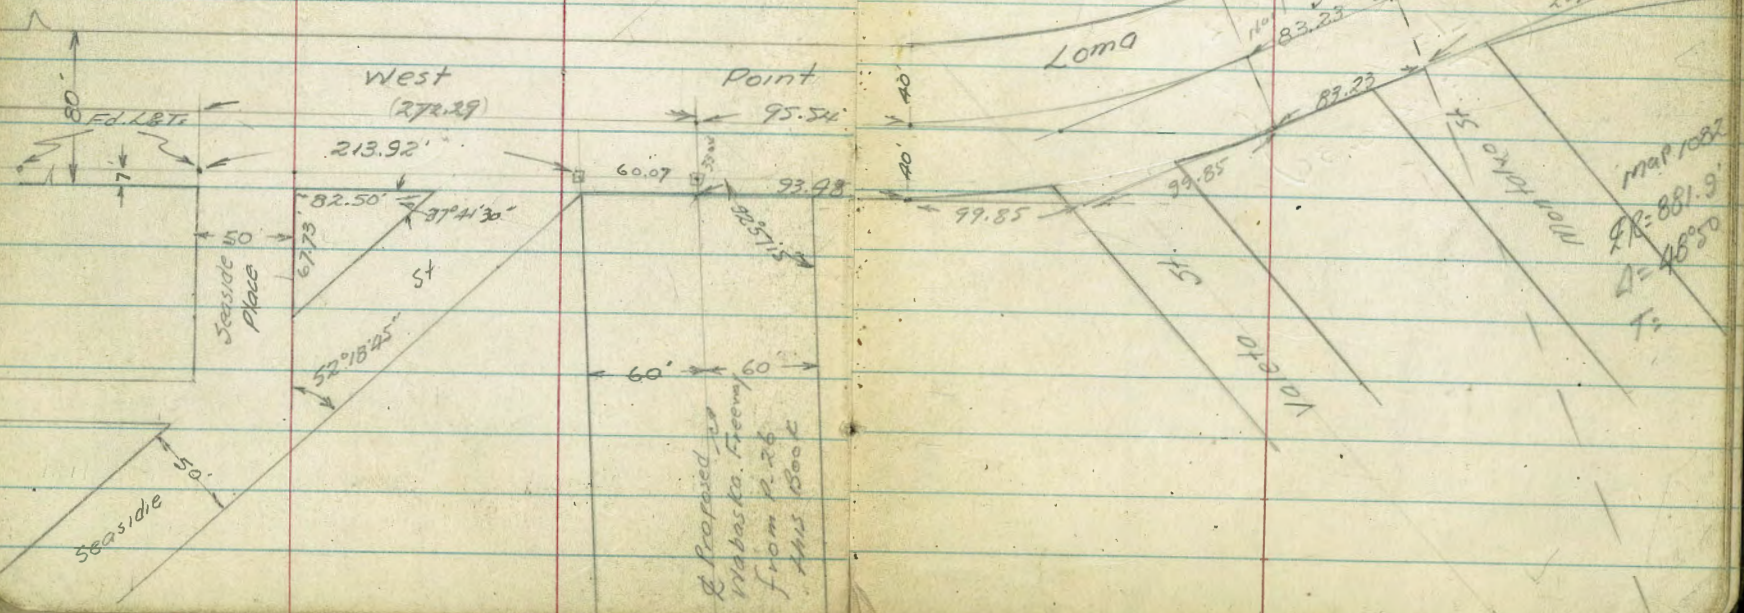 West Point
Loma
(272.29)
95.54'
80'
Fd. L&Ts
213.92'
60.07
93.48
7'
82.50'
37°41'30"
50'
67.73'
Seaside
Place
St
52°18'45"
50'
Seasidie
60'
60'
℄ Proposed
Wabaska Freeway
from P. 26
this Book
40'
40'
83.23
83.23
99.85
99.85
St
Valeta
St
Map 1082
℄R=881.9'
Δ= 48°50
T=